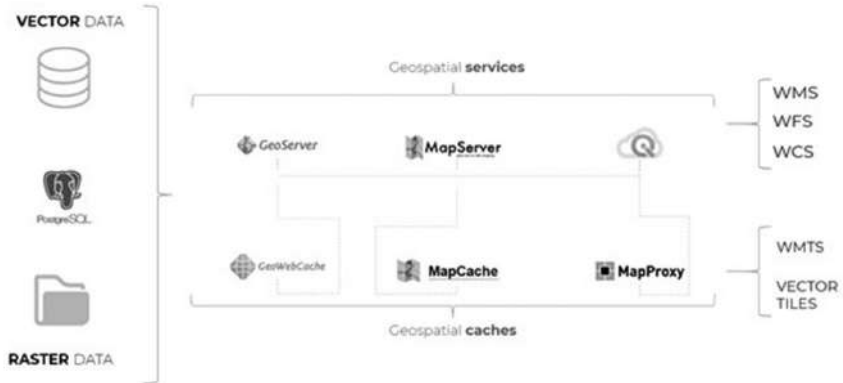 VECTOR DATA
PostgreSQL
RASTER DATA
Geospatial services
GeoServer
MapServer
WMS
WFS
WCS
GeoWebCache
MapCache
MapProxy
WMTS
VECTOR
TILES
Geospatial caches